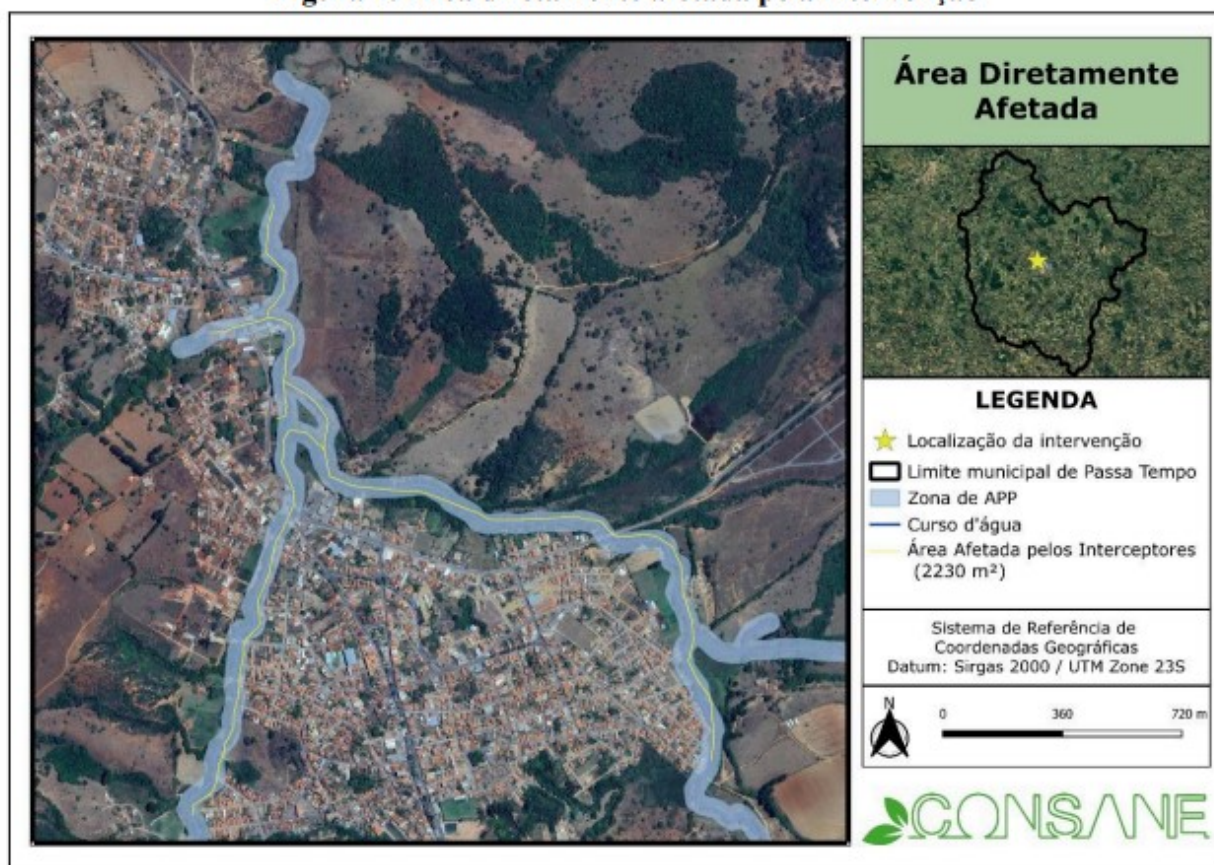 Área Diretamente
Afetada
LEGENDA
Localização da intervenção
Limite municipal de Passa Tempo
Zona de APP
Curso d'água
Área Afetada pelos Interceptores
(2230 m²)
Sistema de Referência de
Coordenadas Geográficas
Datum: Sirgas 2000 / UTM Zone 23S
N
0 360 720 m
CONSANE